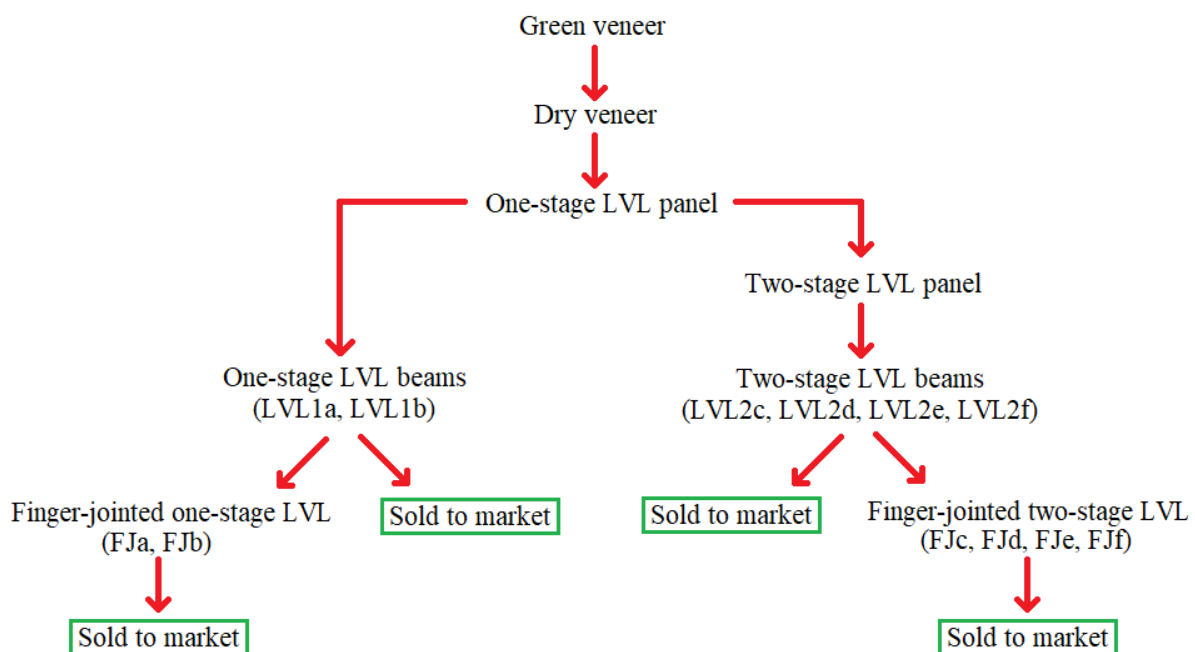 Green veneer
Dry veneer
One-stage LVL panel
Two-stage LVL panel
One-stage LVL beams
(LVL1a, LVL1b)
Two-stage LVL beams
(LVL2c, LVL2d, LVL2e, LVL2f)
Finger-jointed one-stage LVL
(FJa, FJb)
Sold to market
Sold to market
Finger-jointed two-stage LVL
(FJc, FJd, FJe, FJf)
Sold to market
Sold to market